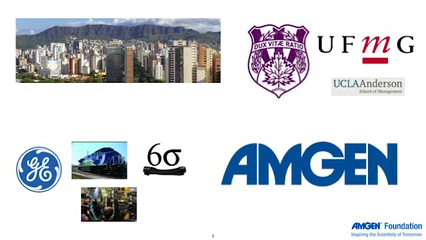 DUX VITÆ RATIO
UFmG
UCLAAnderson
School of Management
GE
6σ
AMGEN
AMGEN Foundation
Inspiring the Scientists of Tomorrow